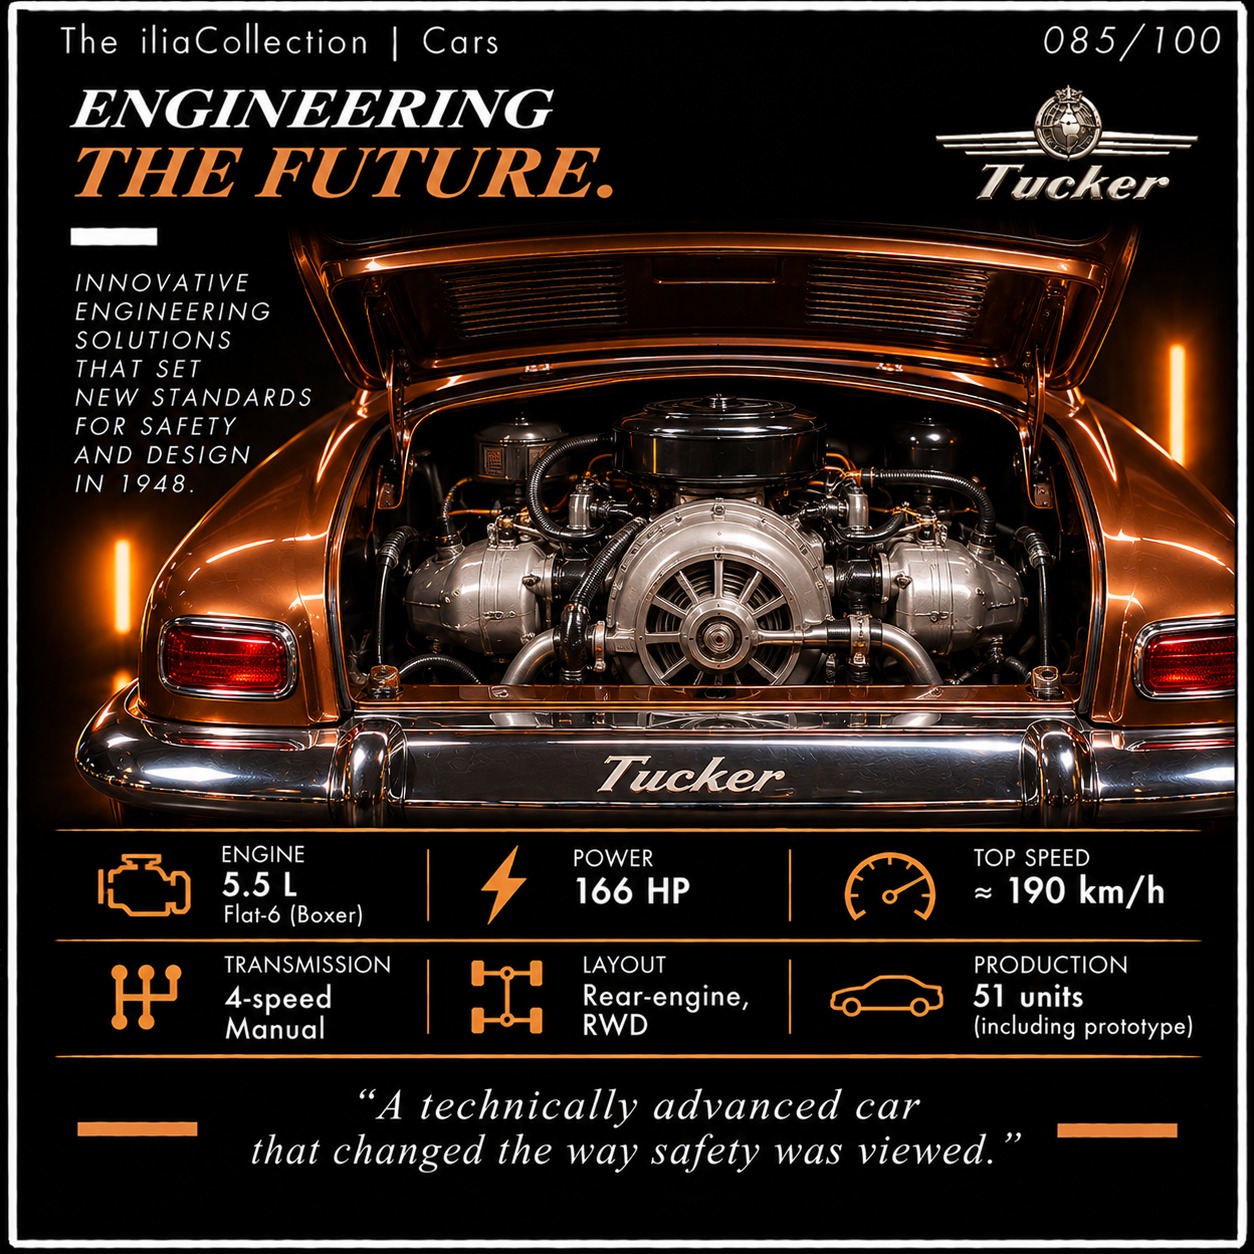 The iliaCollection | Cars
085/100
ENGINEERING
THE FUTURE.
Tucker
INNOVATIVE
ENGINEERING
SOLUTIONS
THAT SET
NEW STANDARDS
FOR SAFETY
AND DESIGN
IN 1948.
Tucker
ENGINE
5.5 L
Flat-6 (Boxer)
POWER
166 HP
TOP SPEED
≈ 190 km/h
TRANSMISSION
4-speed
Manual
LAYOUT
Rear-engine,
RWD
PRODUCTION
51 units
(including prototype)
“A technically advanced car
that changed the way safety was viewed.”